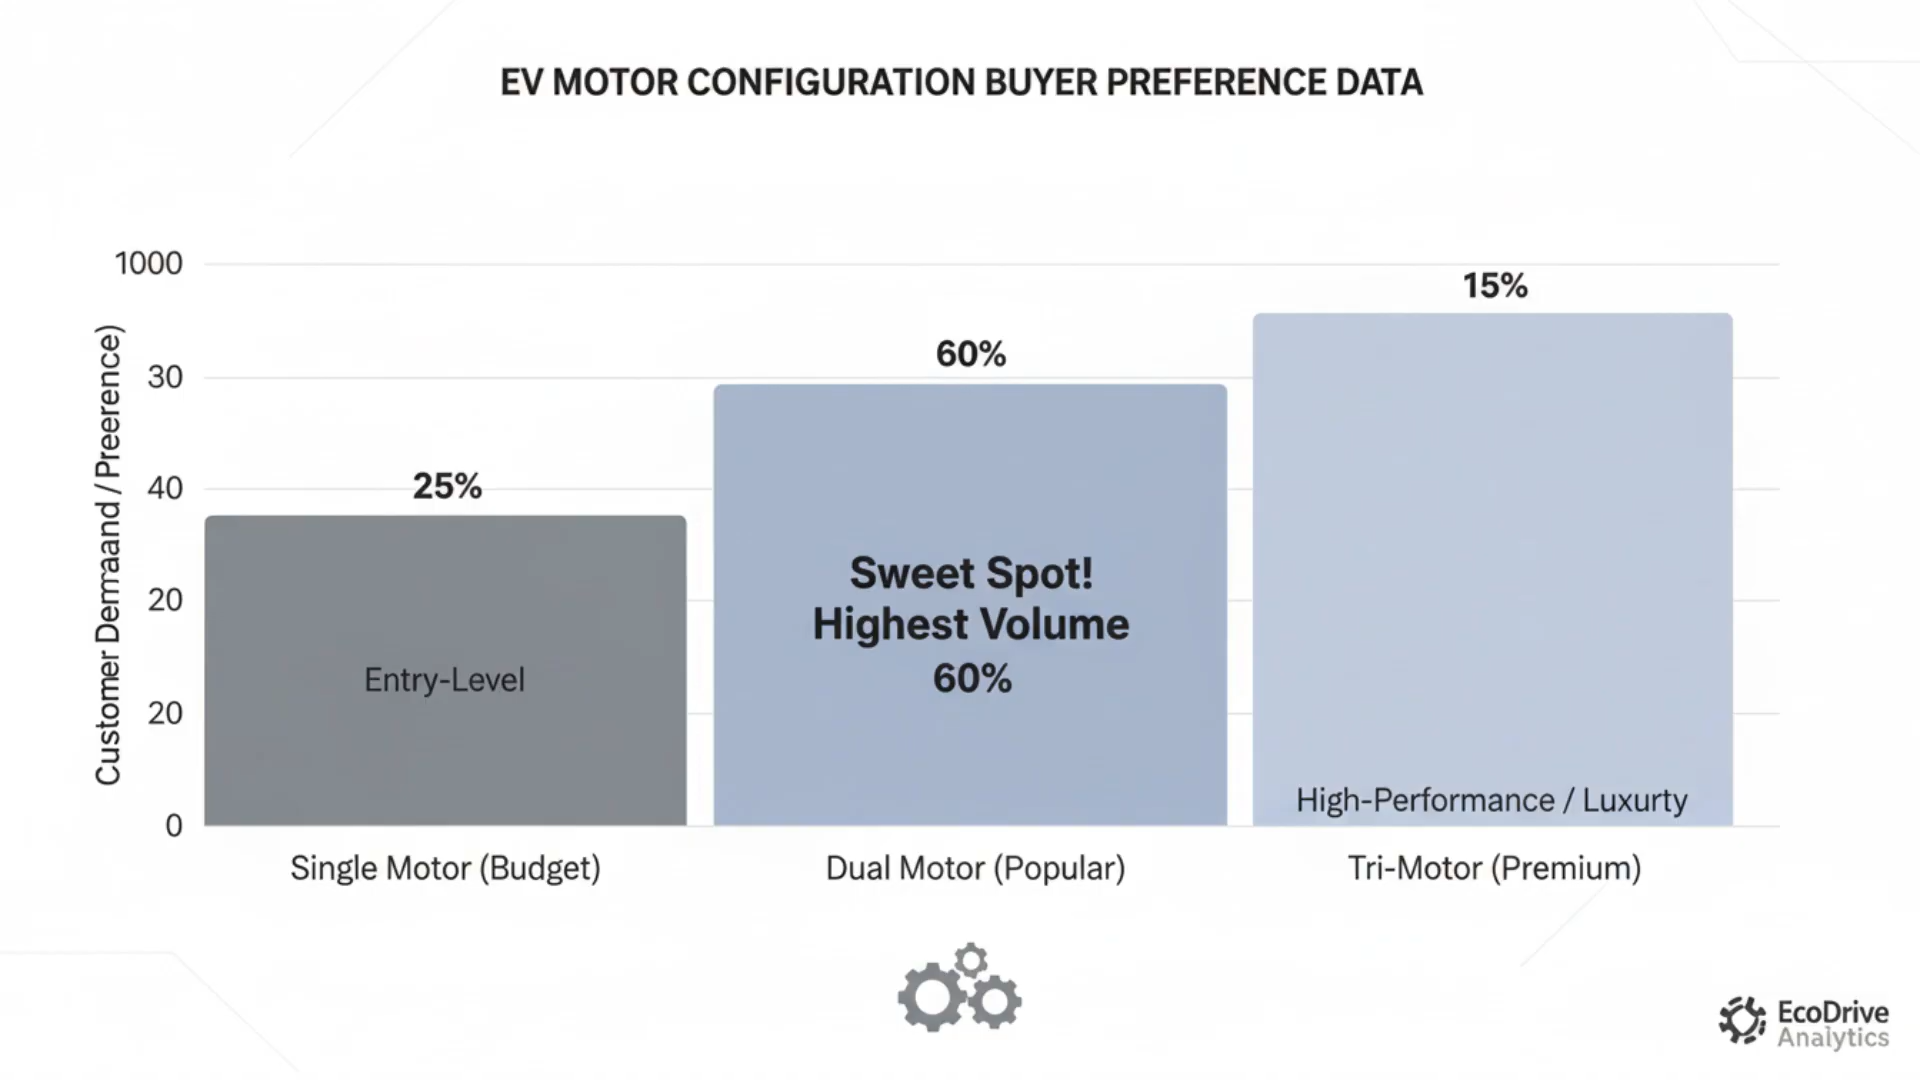 EV MOTOR CONFIGURATION BUYER PREFERENCE DATA
Customer Demaand / Preerence)
1000
30
40
20
20
0
25%
60%
15%
Entry-Level
Sweet Spot!
Highest Volume
60%
High-Performance / Luxurty
Single Motor (Budget)
Dual Motor (Popular)
Tri-Motor (Premium)
EcoDrive
Analytics